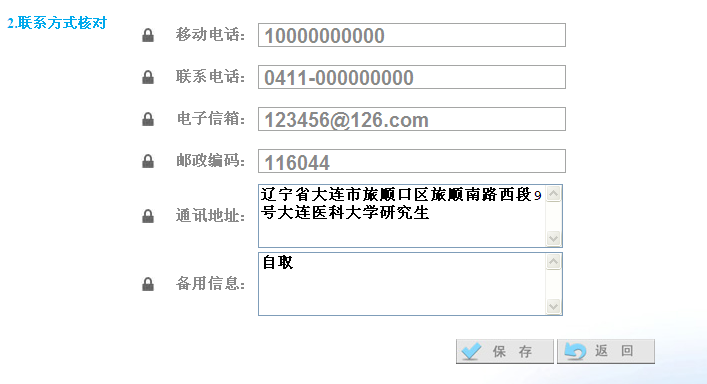 2.联系方式核对
移动电话： 10000000000
联系电话： 0411-000000000
电子信箱： 123456@126.com
邮政编码： 116044
通讯地址： 辽宁省大连市旅顺口区旅顺南路西段9
号大连医科大学研究生
备用信息： 自取
保 存 返 回